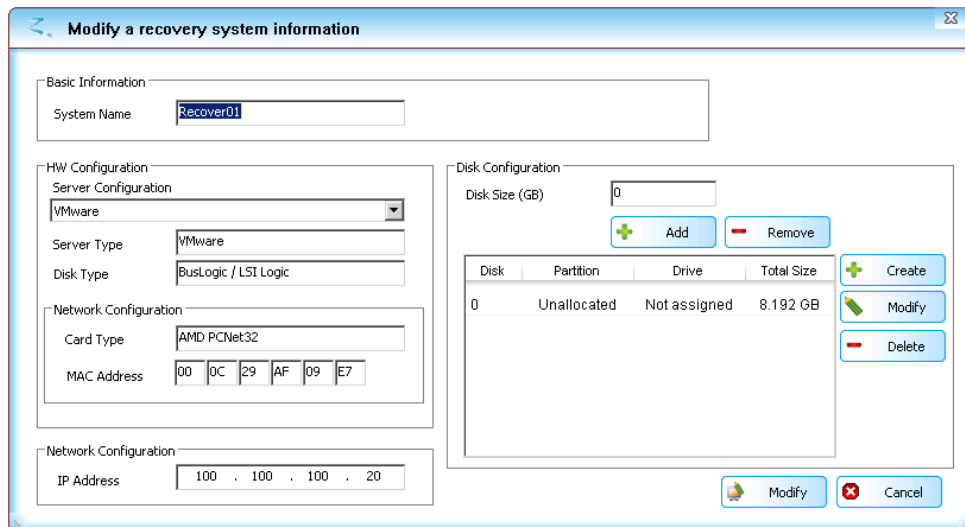 Modify a recovery system information
Basic Information
System Name
Recover01
HW Configuration
Server Configuration
VMware
Server Type
VMware
Disk Type
BusLogic / LSI Logic
Network Configuration
Card Type
AMD PCNet32
MAC Address
00 0C 29 AF 09 E7
Network Configuration
IP Address
100 . 100 . 100 . 20
Disk Configuration
Disk Size (GB)
0
Add Remove
Disk Partition Drive Total Size
0 Unallocated Not assigned 8.192 GB
Create
Modify
Delete
Modify Cancel